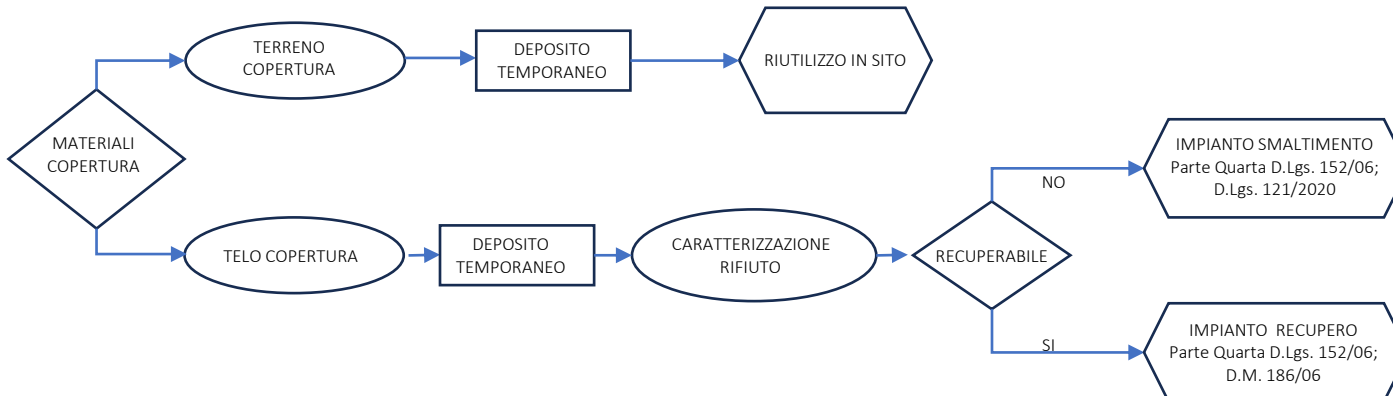 TERRENO
COPERTURA
DEPOSITO
TEMPORANEO
RIUTILIZZO IN SITO
MATERIALI
COPERTURA
TELO COPERTURA
DEPOSITO
TEMPORANEO
CARATTERIZZAZIONE
RIFIUTO
RECUPERABILE
NO
IMPIANTO SMALTIMENTO
Parte Quarta D.Lgs. 152/06;
D.Lgs. 121/2020
SI
IMPIANTO RECUPERO
Parte Quarta D.Lgs. 152/06;
D.M. 186/06